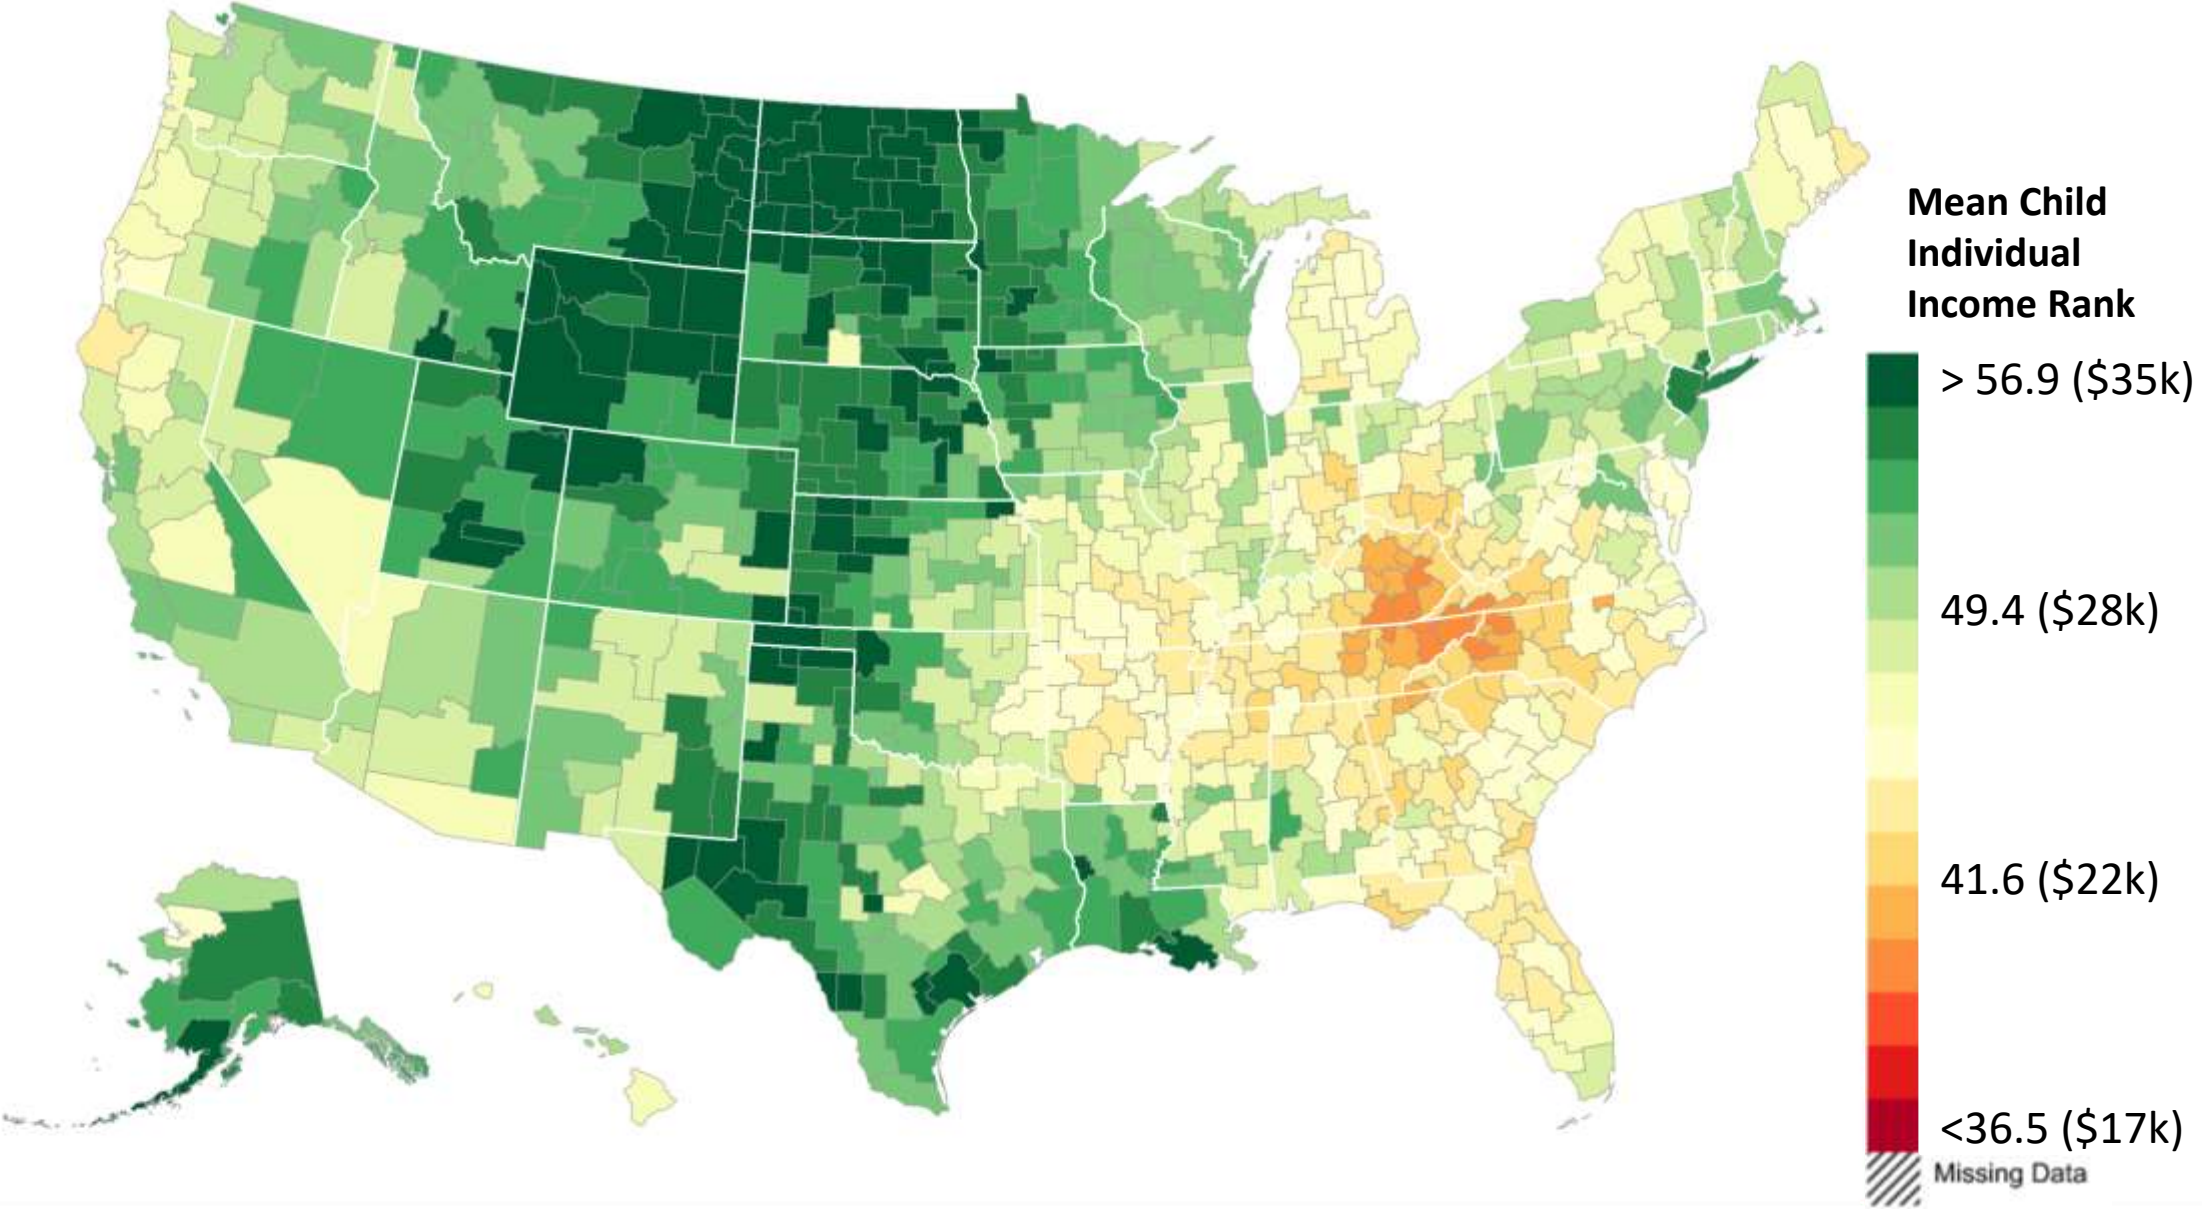 Mean Child
Individual
Income Rank
> 56.9 ($35k)
49.4 ($28k)
41.6 ($22k)
<36.5 ($17k)
Missing Data